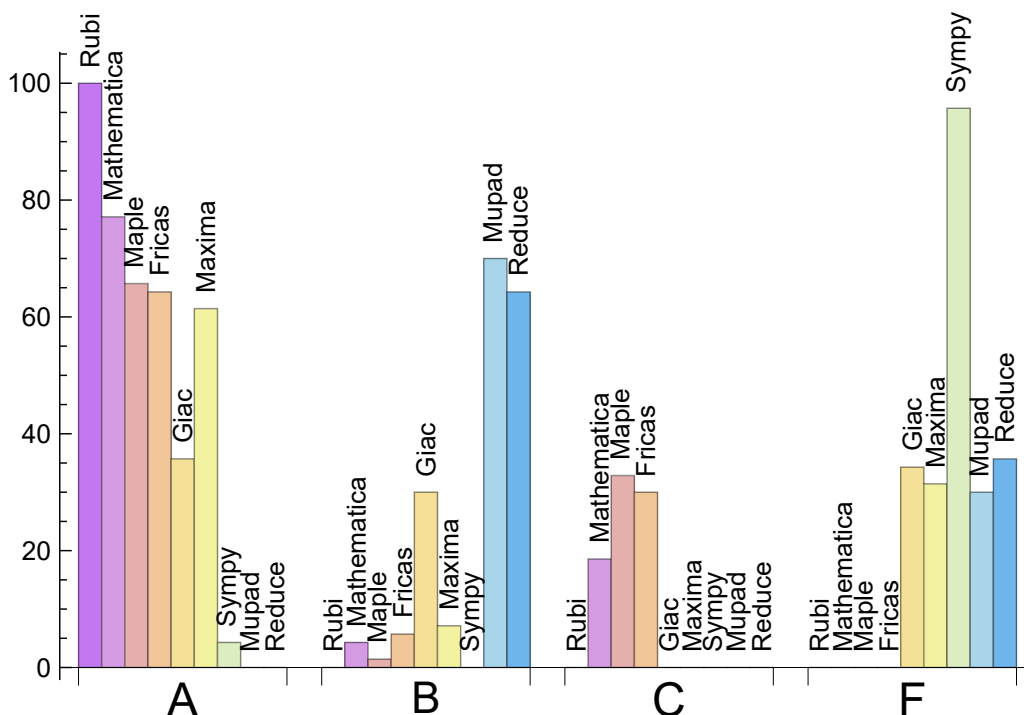 100
80
60
40
20
0
Rubi
Mathematica
Maple
Fricas
Giac
Maxima
Sympy
Mupad
Reduce
A
Rubi
Mathematica
Maple
Fricas
Giac
Maxima
Sympy
Mupad
Reduce
B
Rubi
Mathematica
Maple
Fricas
Giac
Maxima
Sympy
Mupad
Reduce
C
Rubi
Mathematica
Maple
Fricas
Giac
Maxima
Sympy
Mupad
Reduce
F